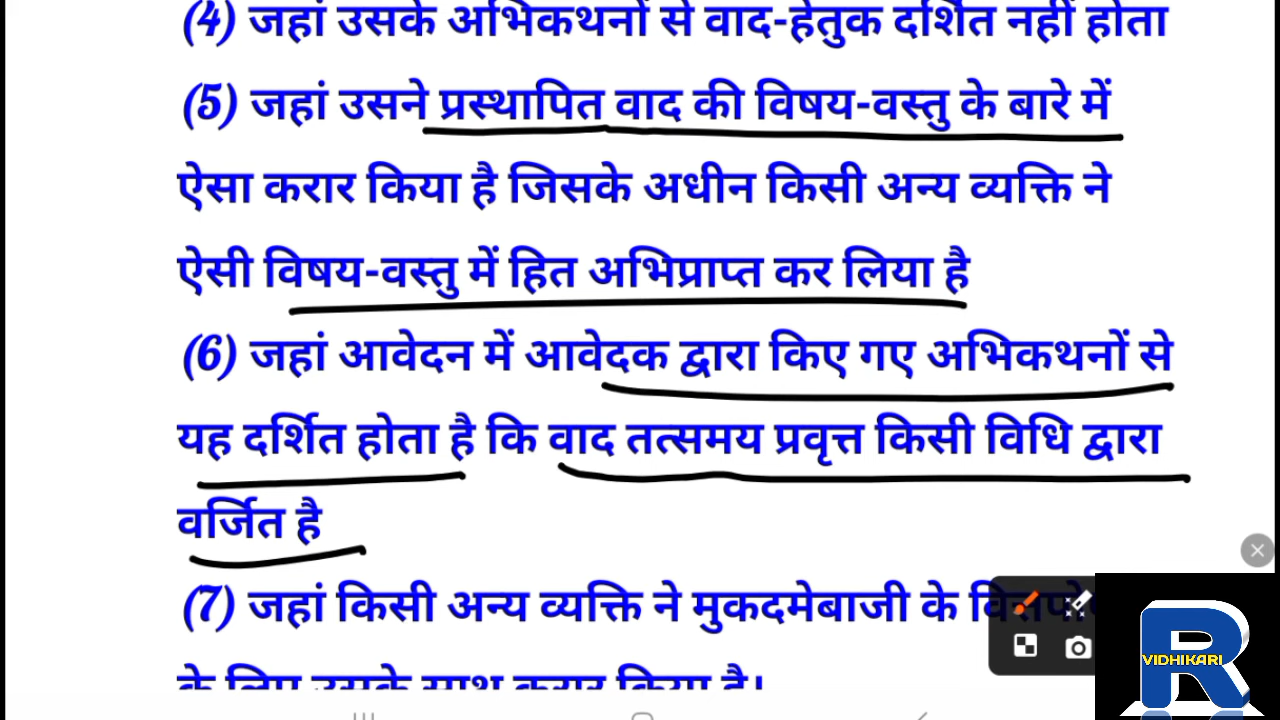 (4) जहां उसके अभिकथनों से वाद-हेतुक दर्शित नहीं होता
(5) जहां उसने प्रस्थापित वाद की विषय-वस्तु के बारे में
ऐसा करार किया है जिसके अधीन किसी अन्य व्यक्ति ने
ऐसी विषय-वस्तु में हित अभिप्राप्त कर लिया है
(6) जहां आवेदन में आवेदक द्वारा किए गए अभिकथनों से
यह दर्शित होता है कि वाद तत्समय प्रवृत्त किसी विधि द्वारा
वर्जित है
(7) जहां किसी अन्य व्यक्ति ने मुकदमेबाजी के
के लिए उसके साथ करार किया है।
R
VIDHIKARI